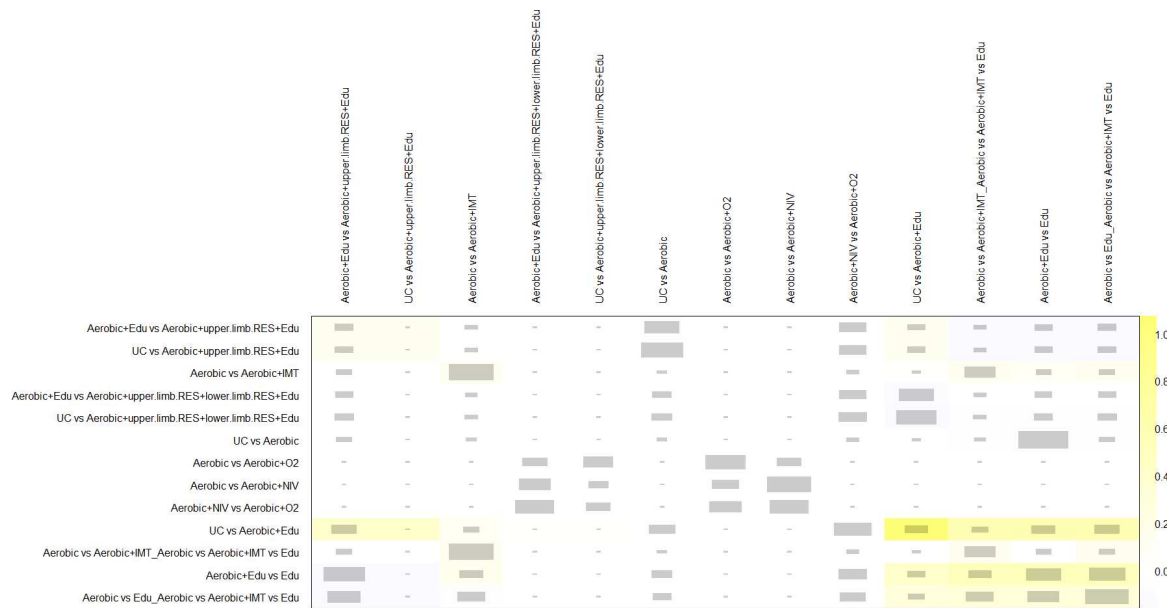 Aerobic+Edu vs Aerobic+upper.limb.RES+Edu
UC vs Aerobic+upper.limb.RES+Edu
Aerobic vs Aerobic+IMT
Aerobic+Edu vs Aerobic+upper.limb.RES+lower.limb.RES+Edu
UC vs Aerobic+upper.limb.RES+lower.limb.RES+Edu
UC vs Aerobic
Aerobic vs Aerobic+O2
Aerobic vs Aerobic+NIV
Aerobic+NIV vs Aerobic+O2
UC vs Aerobic+Edu
Aerobic vs Aerobic+IMT_Aerobic vs Aerobic+IMT vs Edu
Aerobic+Edu vs Edu
Aerobic vs Edu_Aerobic vs Aerobic+IMT vs Edu
Aerobic+Edu vs Aerobic+upper.limb.RES+Edu
UC vs Aerobic+upper.limb.RES+Edu
Aerobic vs Aerobic+IMT
Aerobic+Edu vs Aerobic+upper.limb.RES+lower.limb.RES+Edu
UC vs Aerobic+upper.limb.RES+lower.limb.RES+Edu
UC vs Aerobic
Aerobic vs Aerobic+O2
Aerobic vs Aerobic+NIV
Aerobic+NIV vs Aerobic+O2
UC vs Aerobic+Edu
Aerobic vs Aerobic+IMT_Aerobic vs Aerobic+IMT vs Edu
Aerobic+Edu vs Edu
Aerobic vs Edu_Aerobic vs Aerobic+IMT vs Edu
1.0
0.8
0.6
0.4
0.2
0.0